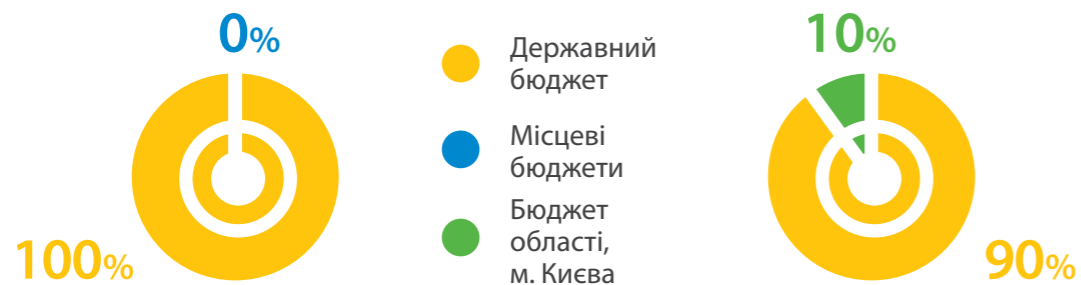 0%
100%
Державний
бюджет
Місцеві
бюджети
Бюджет
області,
м. Києва
10%
90%